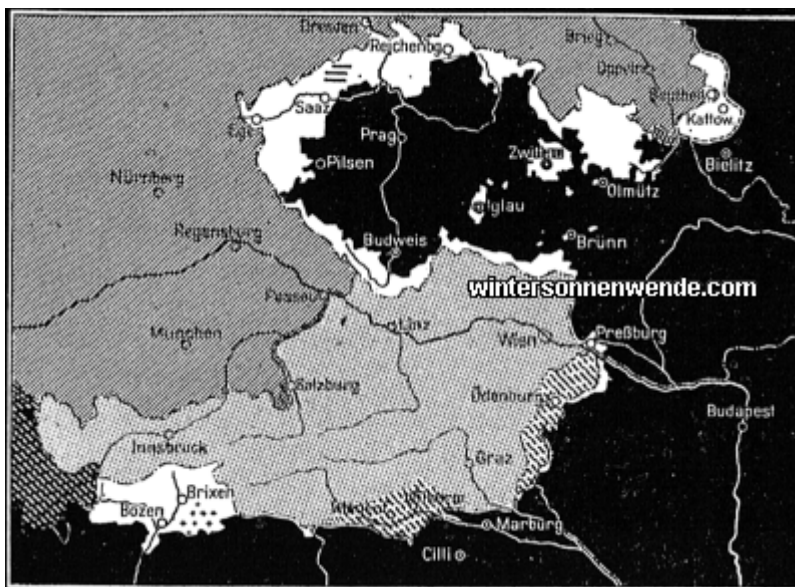 Dresden
Reichenbg
Brieg
Oppeln
Beuthen
Kattow.
Saaz
Eger
Prag
Zwittau
Bielitz
Pilsen
Nürnberg
Olmütz
Iglau
Brünn
Regensburg
Budweis
wintersonnenwende.com
Passau
Linz
Wien
Preßburg
München
Salzburg
Ödenburg
Budapest
Innsbruck
Graz
Brixen
Bozen
Marburg
Cilli